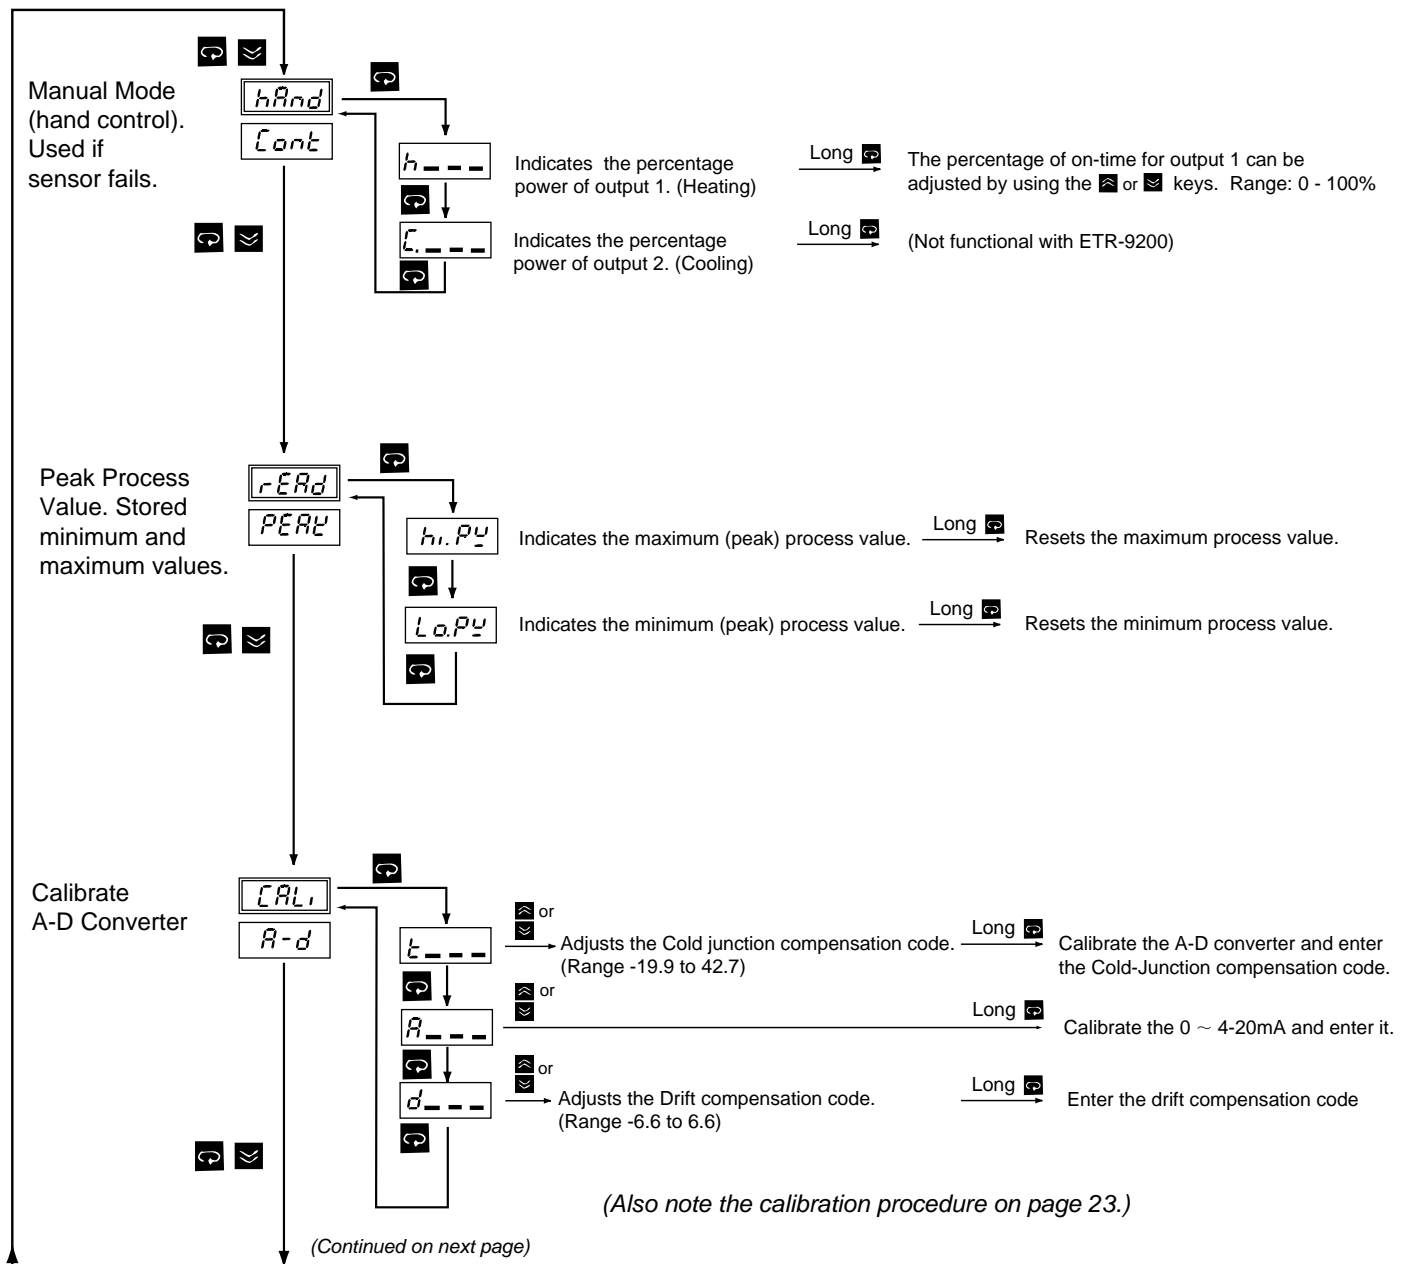 Manual Mode
(hand control).
Used if
sensor fails.
hAnd
Cont
h _ _ _
Indicates the percentage
power of output 1. (Heating)
Long
The percentage of on-time for output 1 can be
adjusted by using the or keys. Range: 0 - 100%
C. _ _ _
Indicates the percentage
power of output 2. (Cooling)
Long
(Not functional with ETR-9200)
Peak Process
Value. Stored
minimum and
maximum values.
rEAd
PEAK
hi.PV
Indicates the maximum (peak) process value.
Long
Resets the maximum process value.
Lo.PV
Indicates the minimum (peak) process value.
Long
Resets the minimum process value.
Calibrate
A-D Converter
CALi
A-d
t _ _ _
or
Adjusts the Cold junction compensation code.
(Range -19.9 to 42.7)
Long
Calibrate the A-D converter and enter
the Cold-Junction compensation code.
A _ _ _
or
Long
Calibrate the 0 ～ 4-20mA and enter it.
d _ _ _
or
Adjusts the Drift compensation code.
(Range -6.6 to 6.6)
Long
Enter the drift compensation code
(Also note the calibration procedure on page 23.)
(Continued on next page)